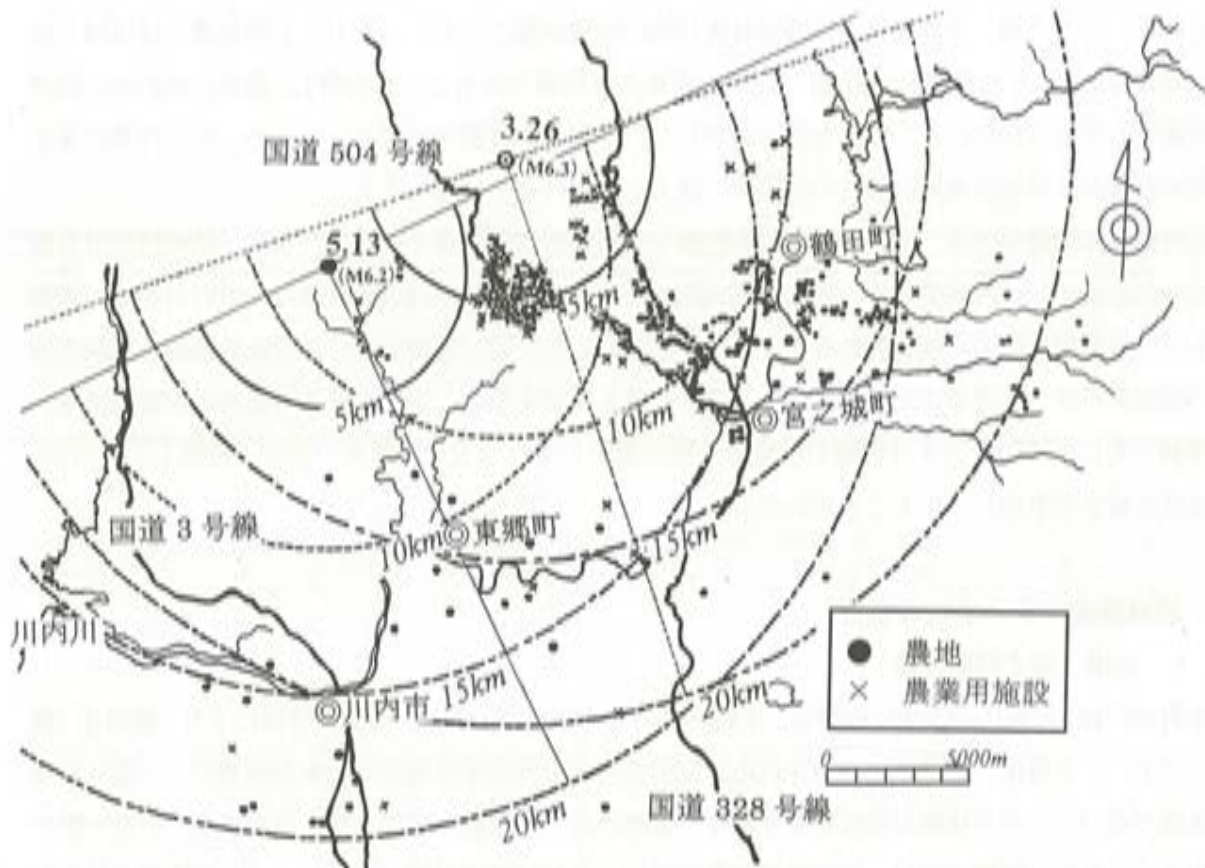 国道 504 号線
3.26
(M6.3)
5.13
(M6.2)
鶴田町
5km
5km
10km
宮之城町
国道 3 号線
10km
東郷町
15km
川内川
15km
川内市
20km
20km
国道 328 号線
農地
農業用施設
0
5000m